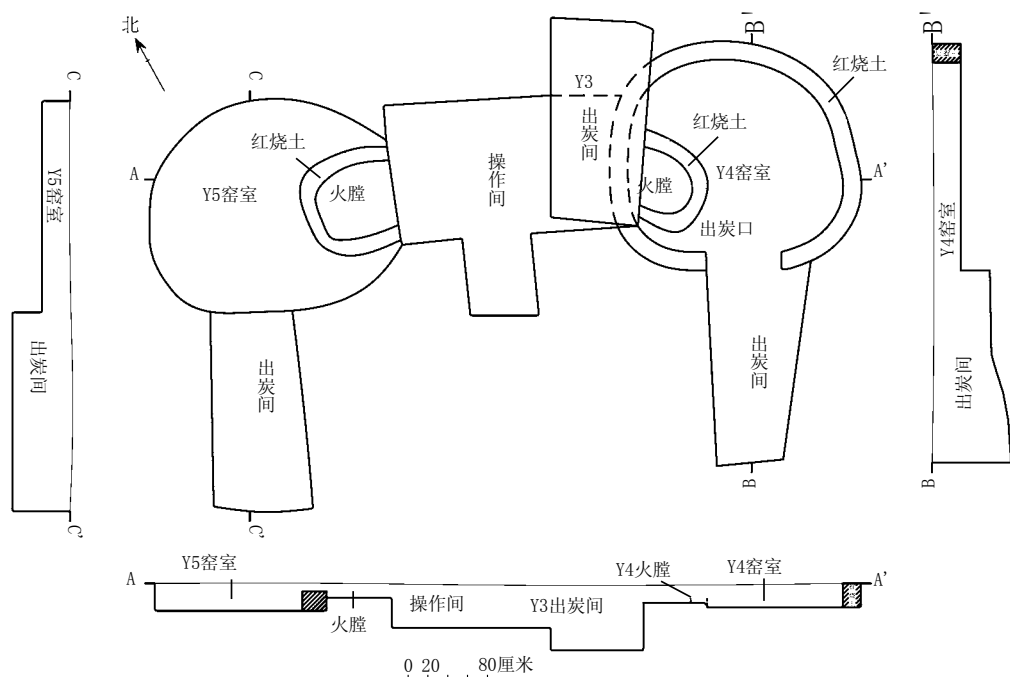 北
B'
B'
C
C
红烧土
Y3
出炭间
红烧土
红烧土
操作间
Y5窑室
A
Y5窑室
火膛
火膛
Y4窑室
A'
出炭口
Y4窑室
出炭间
出炭间
出炭间
出炭间
B
B
C'
C'
Y5窑室
Y4火膛
Y4窑室
A
A'
操作间
Y3出炭间
火膛
0 20 80厘米